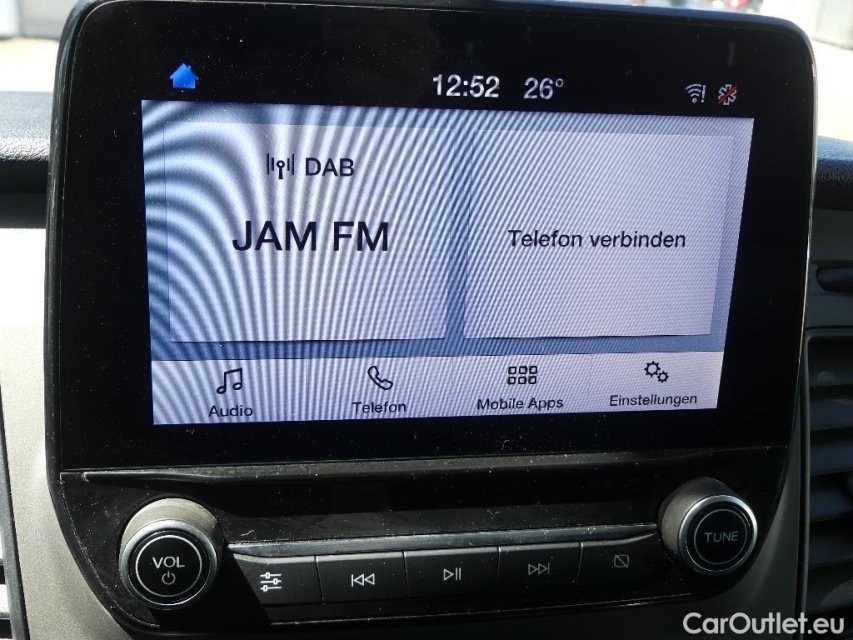 12:52 26°
DAB
JAM FM
Telefon verbinden
Audio Telefon Mobile Apps Einstellungen
VOL
TUNE
CarOutlet.eu